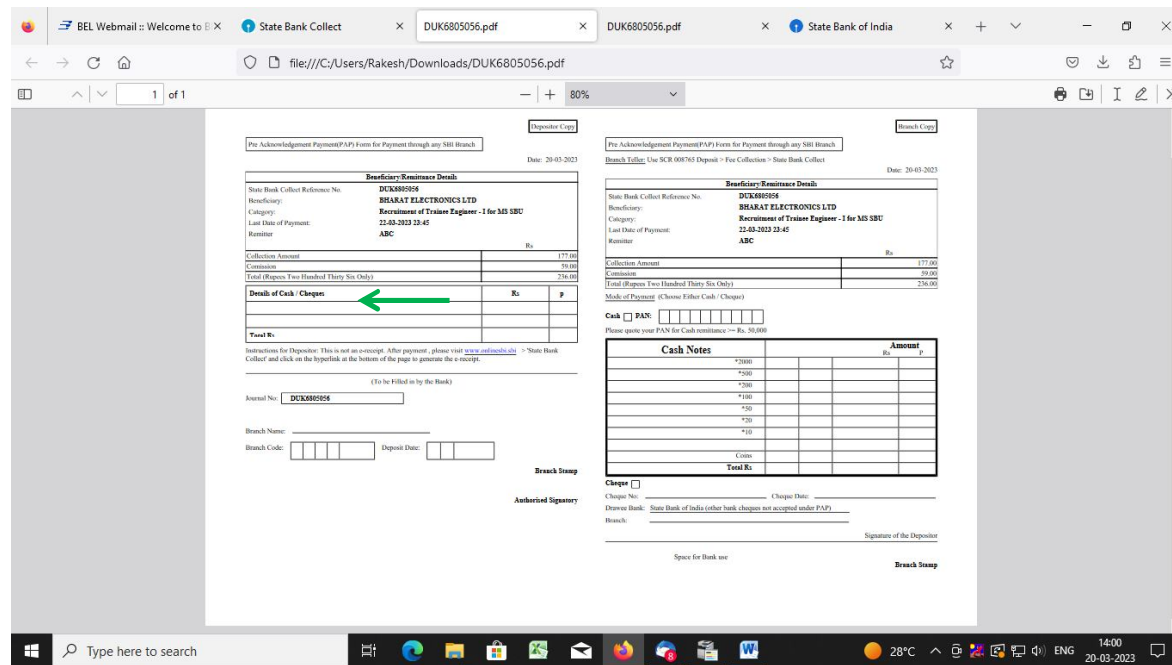 BEL Webmail :: Welcome to B
State Bank Collect
DUK6805056.pdf
DUK6805056.pdf
State Bank of India
file:///C:/Users/Rakesh/Downloads/DUK6805056.pdf
1 of 1
80%
Depositor Copy
Pre Acknowledgement Payment(PAP) Form for Payment through any SBI Branch
Date: 20-03-2023
Beneficiary/Remittance Details
State Bank Collect Reference No. DUK6805056
Beneficiary: BHARAT ELECTRONICS LTD
Category: Recruitment of Trainee Engineer - I for MS SBU
Last Date of Payment: 22-03-2023 23:45
Remitter ABC
Rs
Collection Amount 177.00
Comission 59.00
Total (Rupees Two Hundred Thirty Six Only) 236.00
Details of Cash / Cheques Rs p
Total Rs
Instructions for Depositor: This is not an e-receipt. After payment , please visit www.onlinesbi.sbi > 'State Bank
Collect' and click on the hyperlink at the bottom of the page to generate the e-receipt.
(To be Filled in by the Bank)
Journal No: DUK6805056
Branch Name:
Branch Code: Deposit Date:
Branch Stamp
Authorised Signatory
Branch Copy
Pre Acknowledgement Payment(PAP) Form for Payment through any SBI Branch
Branch Teller: Use SCR 008765 Deposit > Fee Collection > State Bank Collect
Date: 20-03-2023
Beneficiary/Remittance Details
State Bank Collect Reference No. DUK6805056
Beneficiary: BHARAT ELECTRONICS LTD
Category: Recruitment of Trainee Engineer - I for MS SBU
Last Date of Payment: 22-03-2023 23:45
Remitter ABC
Rs
Collection Amount 177.00
Comission 59.00
Total (Rupees Two Hundred Thirty Six Only) 236.00
Mode of Payment (Choose Either Cash / Cheque)
Cash PAN:
Please quote your PAN for Cash remittance >= Rs. 50,000
Cash Notes Amount
Rs P
*2000
*500
*200
*100
*50
*20
*10
Coins
Total Rs
Cheque
Cheque No: Cheque Date:
Drawee Bank: State Bank of India (other bank cheques not accepted under PAP)
Branch:
Signature of the Depositor
Space for Bank use
Branch Stamp
Type here to search
8
28°C
ENG
14:00
20-03-2023